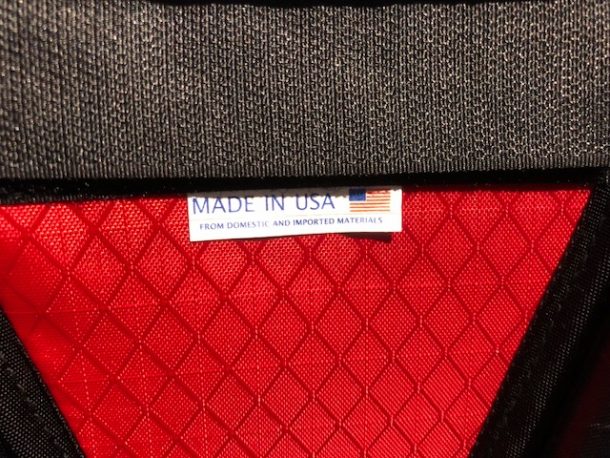 MADE IN USA
FROM DOMESTIC AND IMPORTED MATERIALS